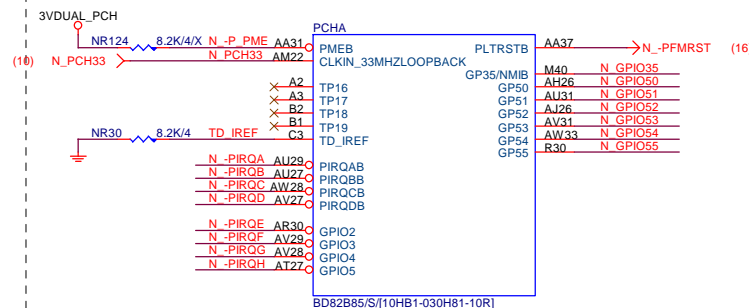 3VDUAL_PCH
PCHA
NR124 8.2K/4/X N_-P_PME AA31 PMEB PLTRSTB AA37 N_-PFMRST (16
(10) N_PCH33 N_PCH33 AM22 CLKIN_33MHZLOOPBACK
GP35/NMIB M40 N_GPIO35
A2 TP16 GP50 AH26 N_GPIO50
A3 TP17 GP51 AU31 N_GPIO51
B2 TP18 GP52 AJ26 N_GPIO52
B1 TP19 GP53 AV31 N_GPIO53
NR30 8.2K/4 TD_IREF C3 TD_IREF GP54 AW33 N_GPIO54
GP55 R30 N_GPIO55
N_-PIRQA AU29 PIRQAB
N_-PIRQB AU27 PIRQBB
N_-PIRQC AW28 PIRQCB
N_-PIRQD AV27 PIRQDB
N_-PIRQE AR30 GPIO2
N_-PIRQF AV29 GPIO3
N_-PIRQG AV28 GPIO4
N_-PIRQH AT27 GPIO5
BD82B85/S/[10HB1-030H81-10R]